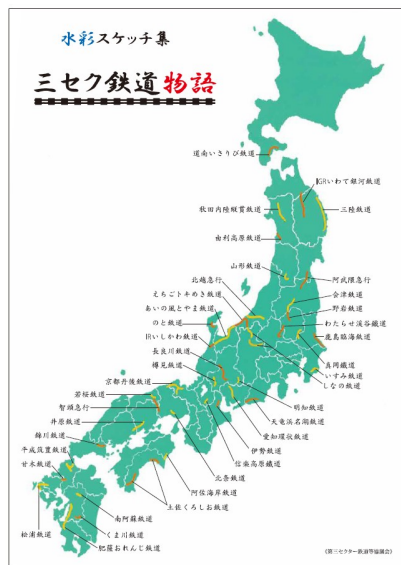 水彩スケッチ集
三セク鉄道物語
道南いさりび鉄道
IGRいわて銀河鉄道
秋田内陸縦貫鉄道
三陸鉄道
由利高原鉄道
山形鉄道
阿武隈急行
北越急行
会津鉄道
えちごトキめき鉄道
野岩鉄道
あいの風とやま鉄道
わたらせ渓谷鐵道
のと鉄道
鹿島臨海鉄道
IRいしかわ鉄道
真岡鐵道
長良川鉄道
いすみ鉄道
樽見鉄道
しなの鉄道
京都丹後鉄道
明知鉄道
若桜鉄道
天竜浜名湖鉄道
智頭急行
愛知環状鉄道
井原鉄道
伊勢鉄道
錦川鉄道
信楽高原鐵道
平成筑豊鉄道
北条鉄道
甘木鉄道
阿佐海岸鉄道
土佐くろしお鉄道
南阿蘇鉄道
松浦鉄道
くま川鉄道
肥薩おれんじ鉄道
《第三セクター鉄道等協議会》